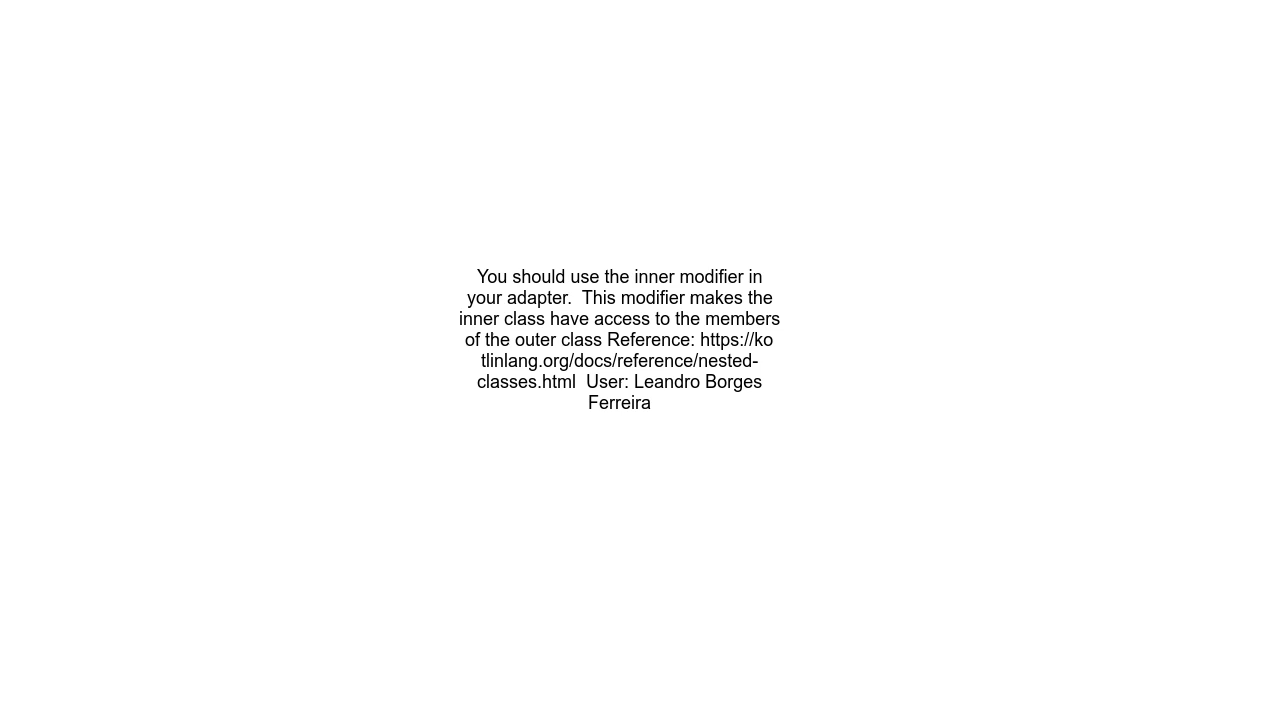 You should use the inner modifier in
your adapter.  This modifier makes the
inner class have access to the members
of the outer class Reference: https://ko
tlinlang.org/docs/reference/nested-
classes.html  User: Leandro Borges
Ferreira